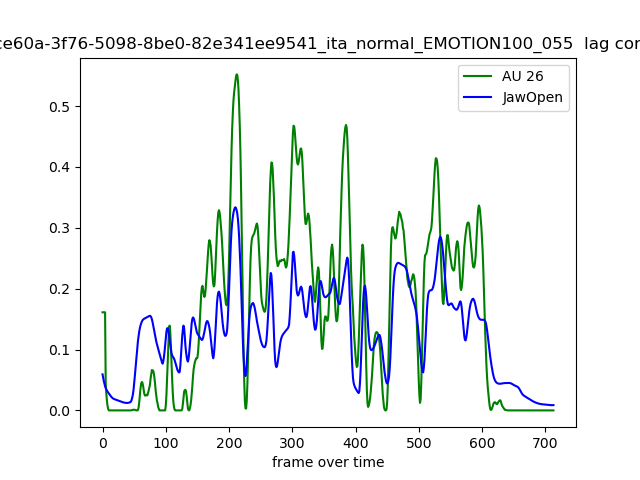 ce60a-3f76-5098-8be0-82e341ee9541_ita_normal_EMOTION100_055 lag cor
AU 26
JawOpen
0.5
0.4
0.3
0.2
0.1
0.0
0 100 200 300 400 500 600 700
frame over time